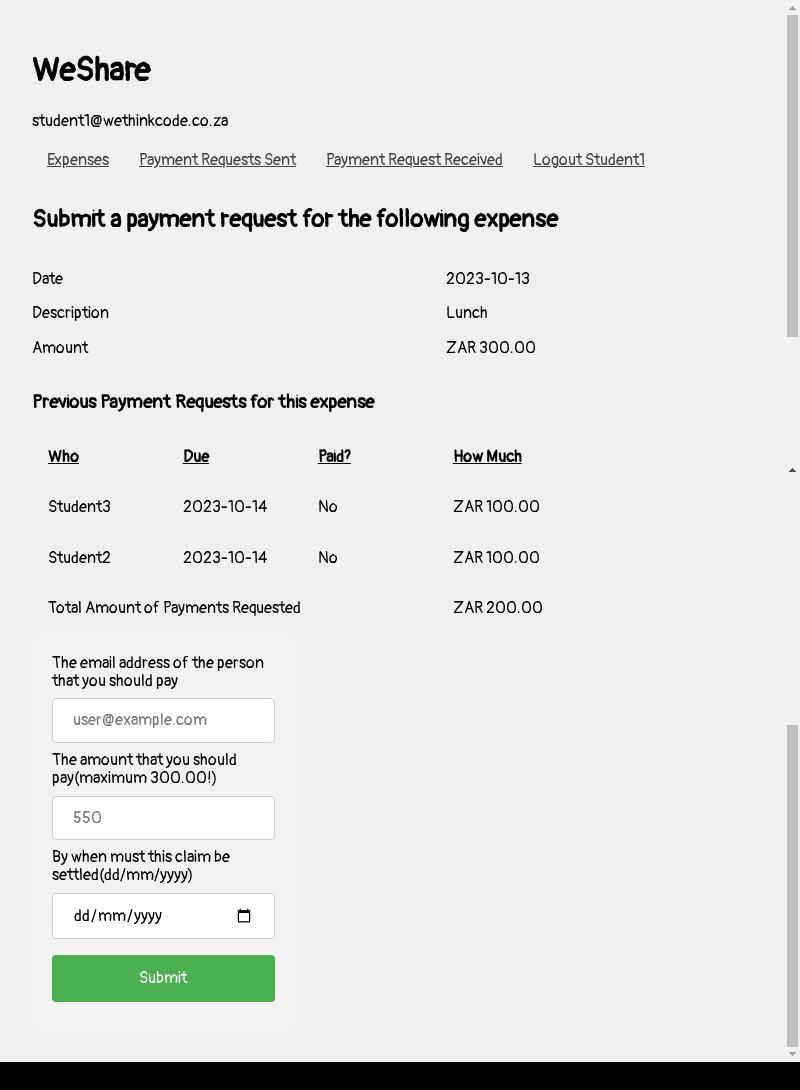 WeShare
student1@wethinkcode.co.za
Expenses Payment Requests Sent Payment Request Received Logout Student1
Submit a payment request for the following expense
Date 2023-10-13
Description Lunch
Amount ZAR 300.00
Previous Payment Requests for this expense
Who Due Paid? How Much
Student3 2023-10-14 No ZAR 100.00
Student2 2023-10-14 No ZAR 100.00
Total Amount of Payments Requested ZAR 200.00
The email address of the person
that you should pay
user@example.com
The amount that you should
pay(maximum 300.00!)
550
By when must this claim be
settled(dd/mm/yyyy)
dd/mm/yyyy
Submit